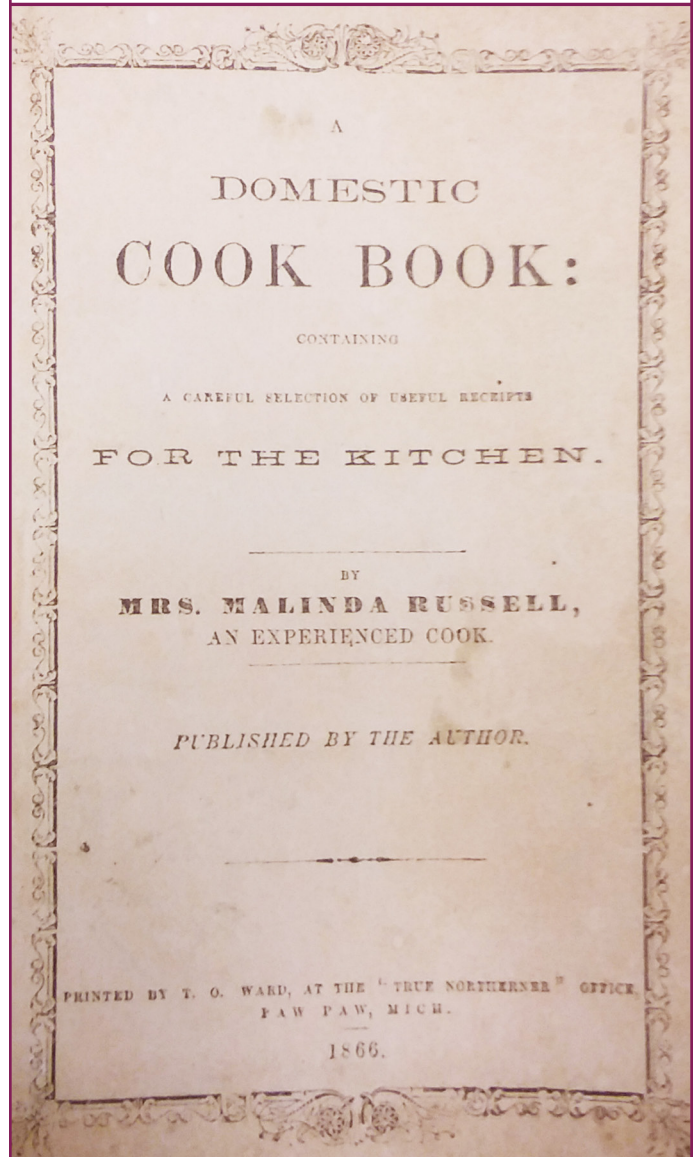 A
DOMESTIC
COOK BOOK:
CONTAINING
A CAREFUL SELECTION OF USEFUL RECEIPTS
FOR THE KITCHEN.
BY
MRS. MALINDA RUSSELL,
AN EXPERIENCED COOK.
PUBLISHED BY THE AUTHOR.
PRINTED BY T. O. WARD, AT THE "TRUE NORTHERNER" OFFICE,
PAW PAW, MICH.
1866.